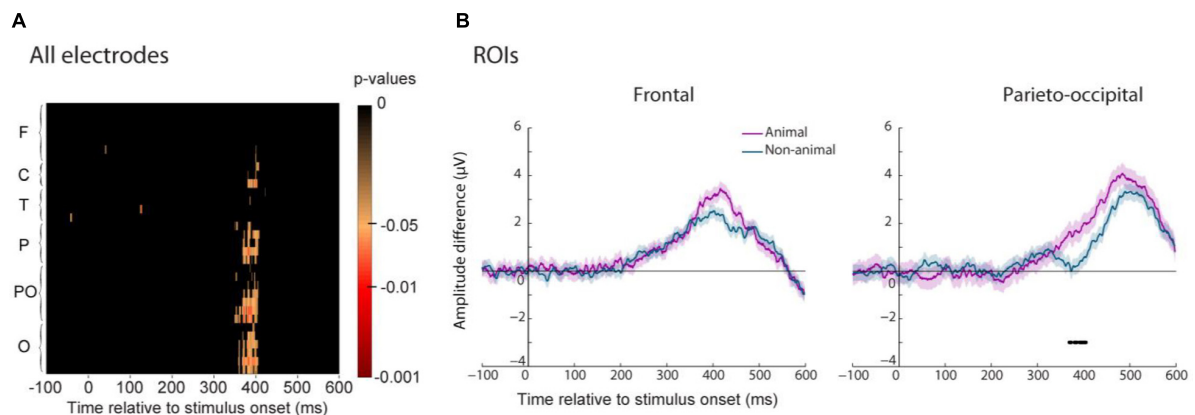 A
All electrodes
p-values
0
-0.05
-0.01
-0.001
F
C
T
P
PO
O
-100 0 100 200 300 400 500 600
Time relative to stimulus onset (ms)
B
ROIs
Frontal
Amplitude difference (μV)
6
4
2
0
−2
−4
Animal
Non-animal
−100 0 100 200 300 400 500 600
Time relative to stimulus onset (ms)
Parieto-occipital
6
4
2
0
−2
−4
−100 0 100 200 300 400 500 600